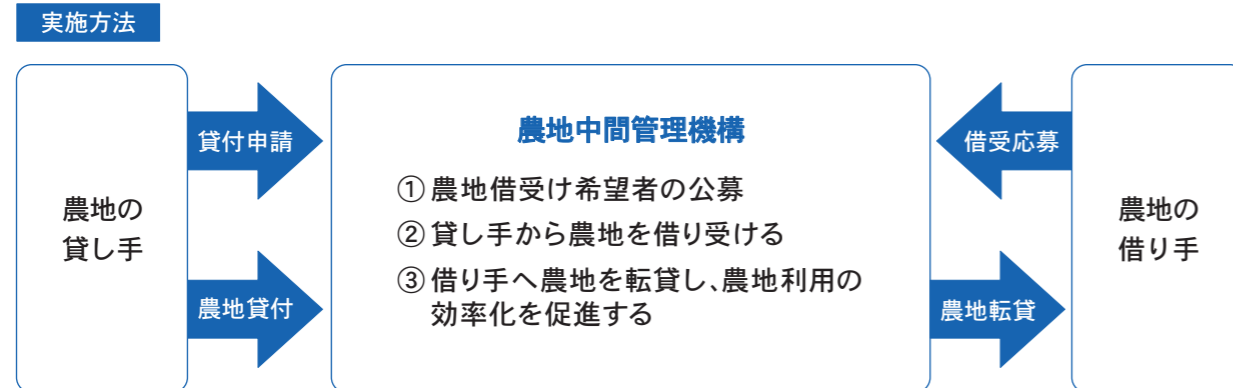 実施方法
農地の
貸し手
貸付申請
農地貸付
農地中間管理機構
①農地借受け希望者の公募
②貸し手から農地を借り受ける
③借り手へ農地を転貸し、農地利用の
効率化を促進する
借受応募
農地転貸
農地の
借り手